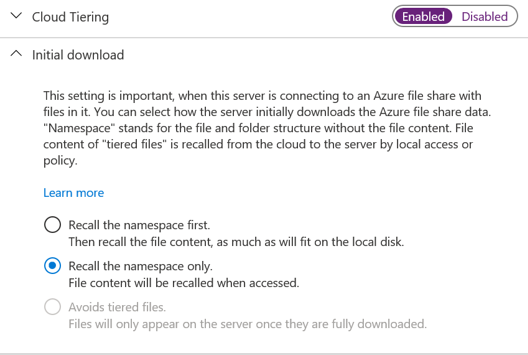 Cloud Tiering
Enabled Disabled
Initial download
This setting is important, when this server is connecting to an Azure file share with
files in it. You can select how the server initially downloads the Azure file share data.
"Namespace" stands for the file and folder structure without the file content. File
content of "tiered files" is recalled from the cloud to the server by local access or
policy.
Learn more
Recall the namespace first.
Then recall the file content, as much as will fit on the local disk.
Recall the namespace only.
File content will be recalled when accessed.
Avoids tiered files.
Files will only appear on the server once they are fully downloaded.